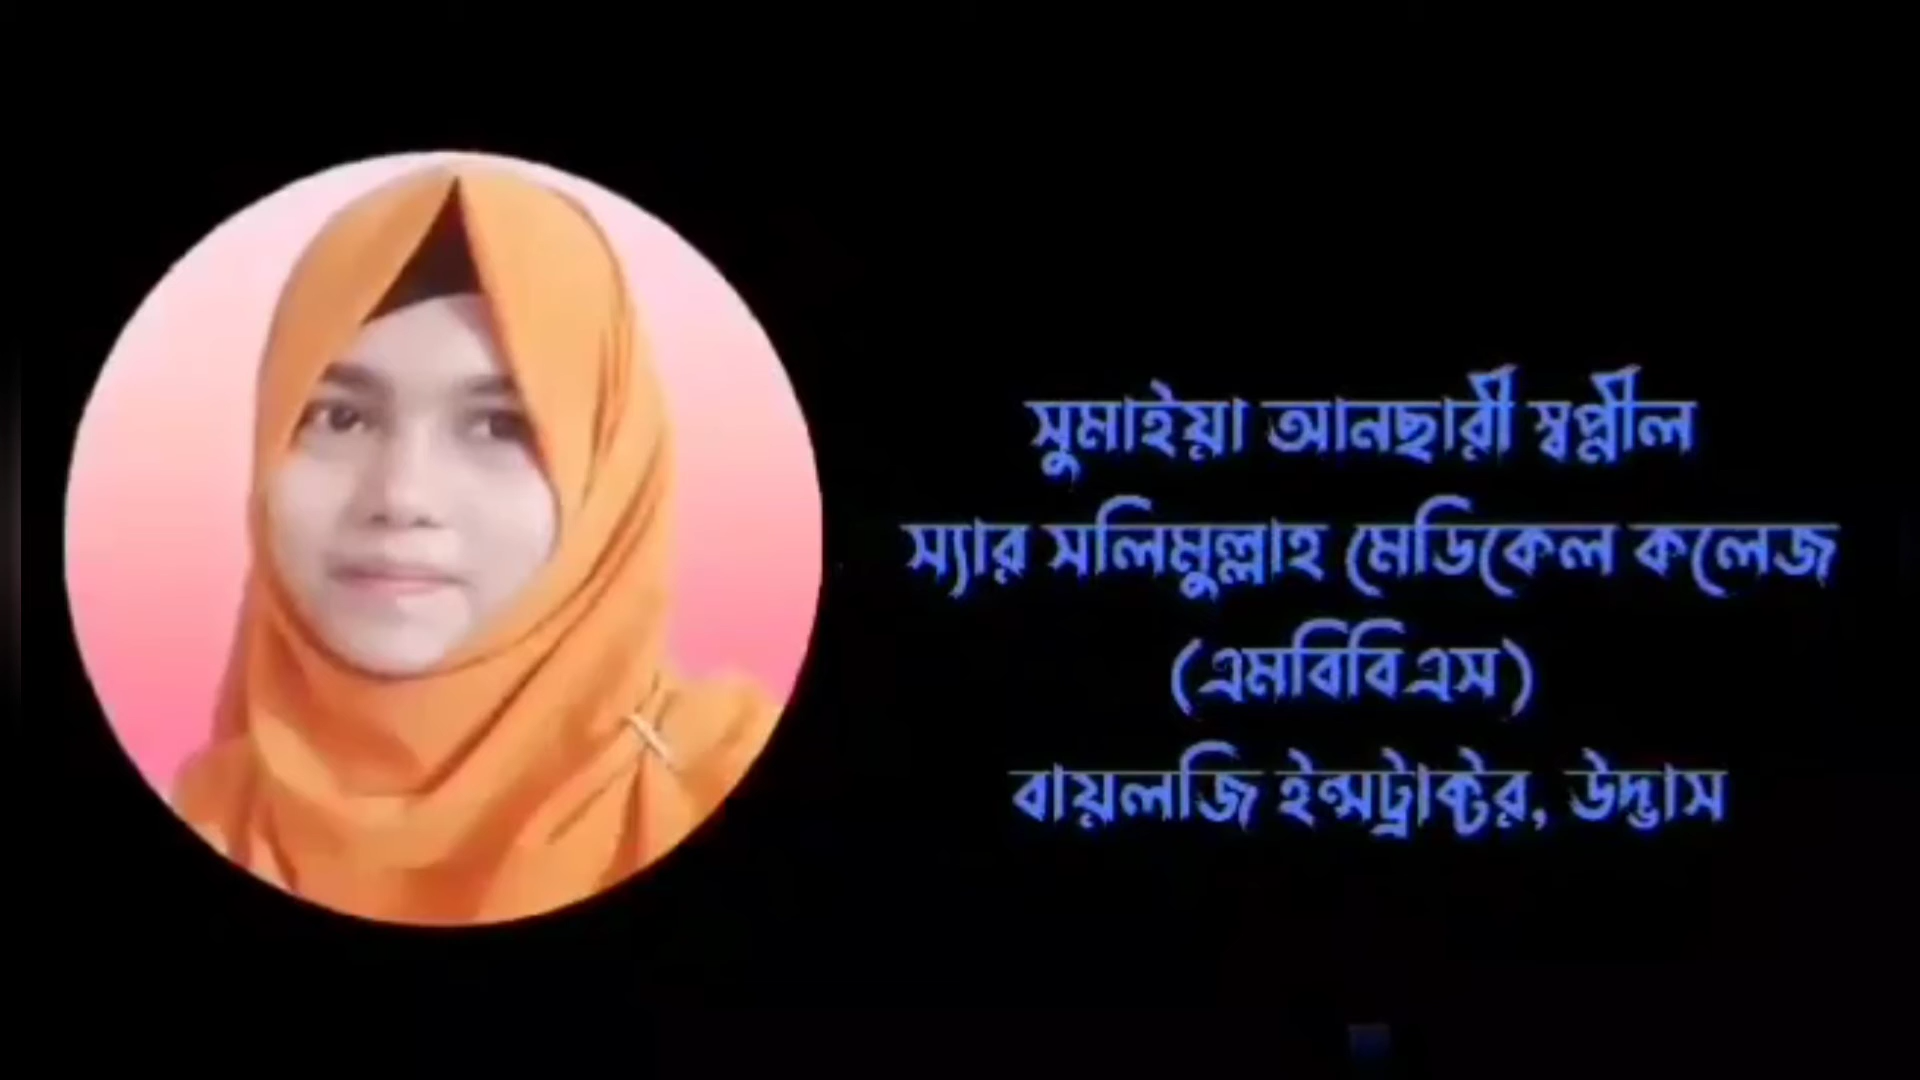 সুমাইয়া আনছারী স্বপ্নীল
স্যার সলিমুল্লাহ মেডিকেল কলেজ
(এমবিবিএস)
বায়লজি ইন্সট্রাক্টর, উদ্ভাস